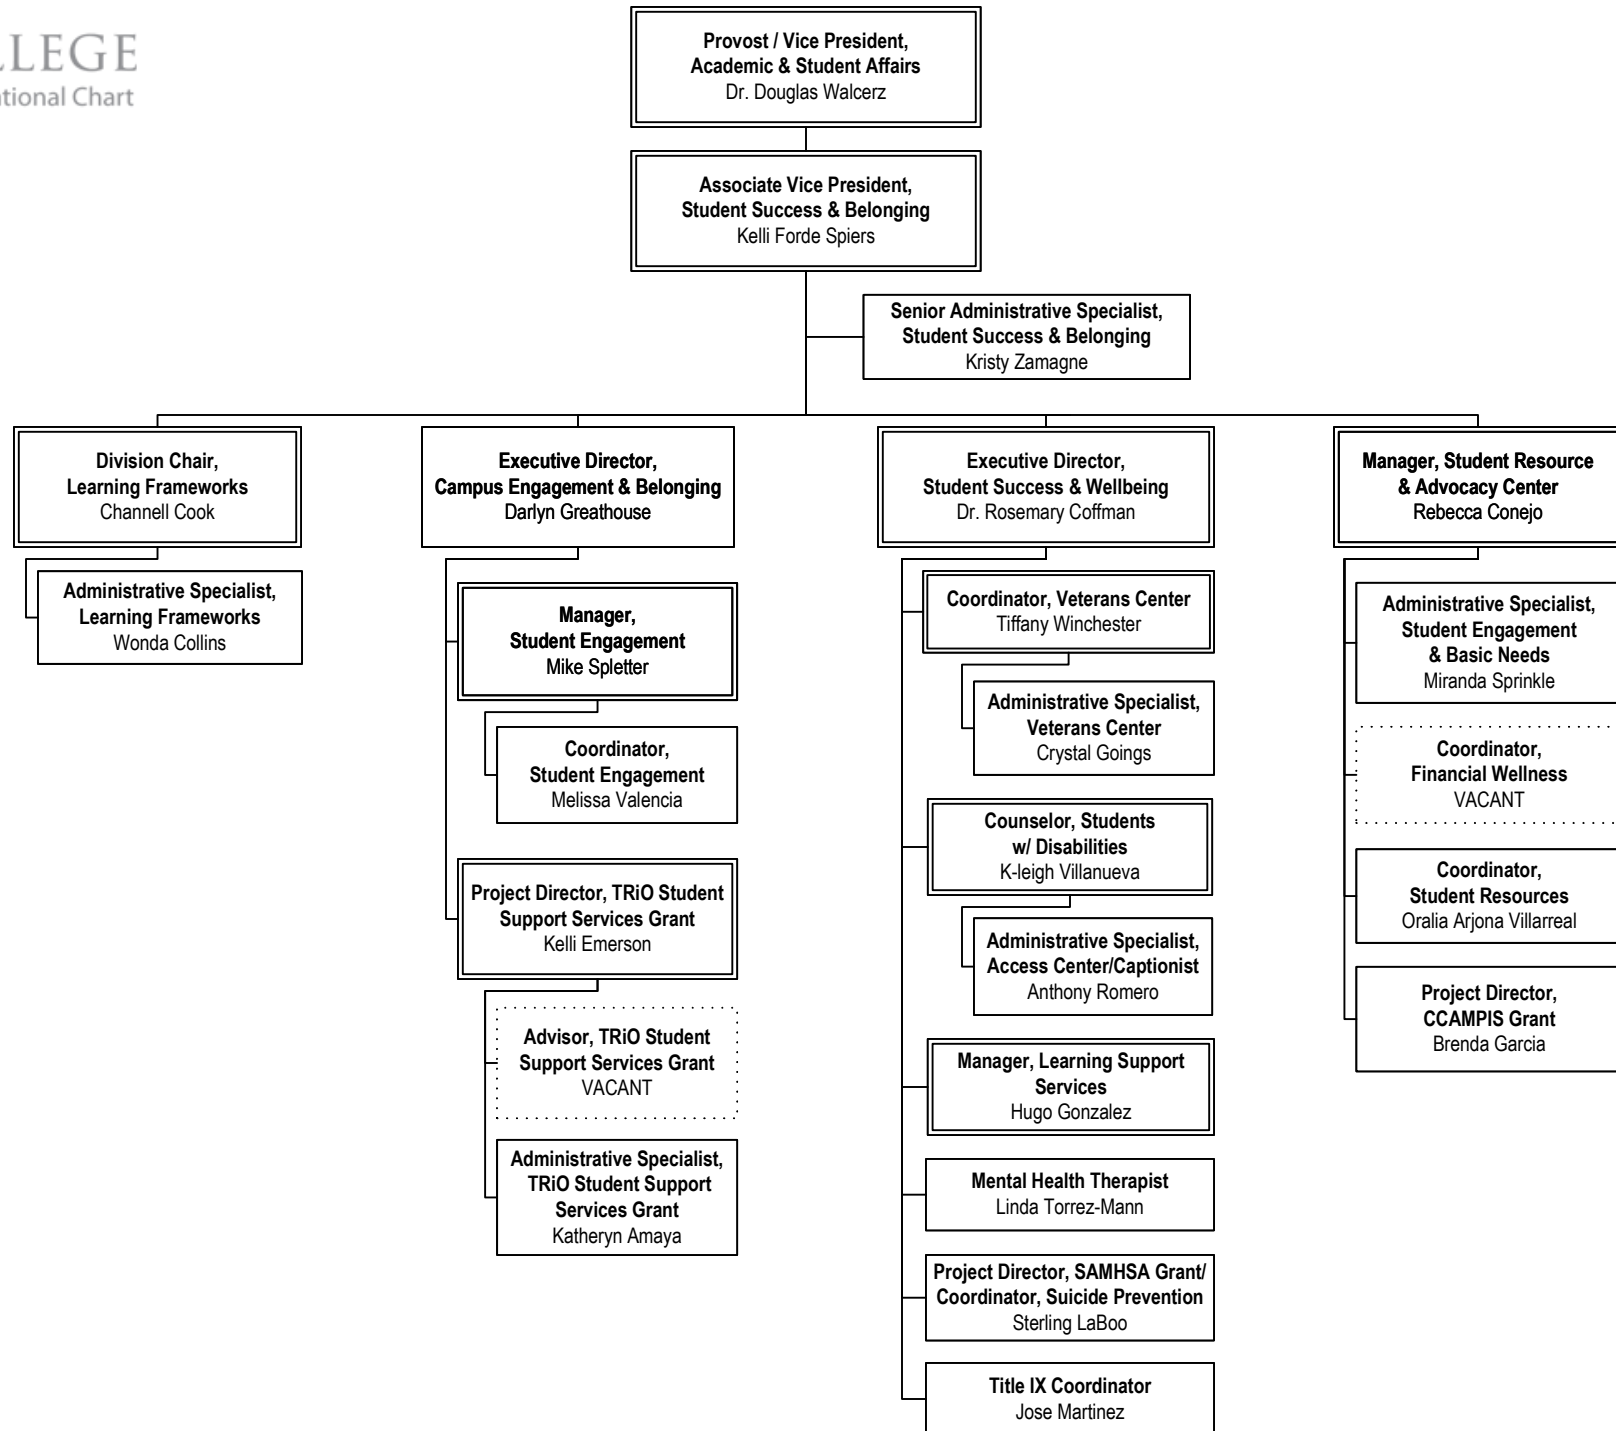 LLEGE
tional Chart
Provost / Vice President,
Academic & Student Affairs
Dr. Douglas Walcerz
Associate Vice President,
Student Success & Belonging
Kelli Forde Spiers
Senior Administrative Specialist,
Student Success & Belonging
Kristy Zamagne
Division Chair,
Learning Frameworks
Channell Cook
Administrative Specialist,
Learning Frameworks
Wonda Collins
Executive Director,
Campus Engagement & Belonging
Darlyn Greathouse
Manager,
Student Engagement
Mike Spletter
Coordinator,
Student Engagement
Melissa Valencia
Project Director, TRiO Student
Support Services Grant
Kelli Emerson
Advisor, TRiO Student
Support Services Grant
VACANT
Administrative Specialist,
TRiO Student Support
Services Grant
Katheryn Amaya
Executive Director,
Student Success & Wellbeing
Dr. Rosemary Coffman
Coordinator, Veterans Center
Tiffany Winchester
Administrative Specialist,
Veterans Center
Crystal Goings
Counselor, Students
w/ Disabilities
K-leigh Villanueva
Administrative Specialist,
Access Center/Captionist
Anthony Romero
Manager, Learning Support
Services
Hugo Gonzalez
Mental Health Therapist
Linda Torrez-Mann
Project Director, SAMHSA Grant/
Coordinator, Suicide Prevention
Sterling LaBoo
Title IX Coordinator
Jose Martinez
Manager, Student Resource
& Advocacy Center
Rebecca Conejo
Administrative Specialist,
Student Engagement
& Basic Needs
Miranda Sprinkle
Coordinator,
Financial Wellness
VACANT
Coordinator,
Student Resources
Oralia Arjona Villarreal
Project Director,
CCAMPIS Grant
Brenda Garcia